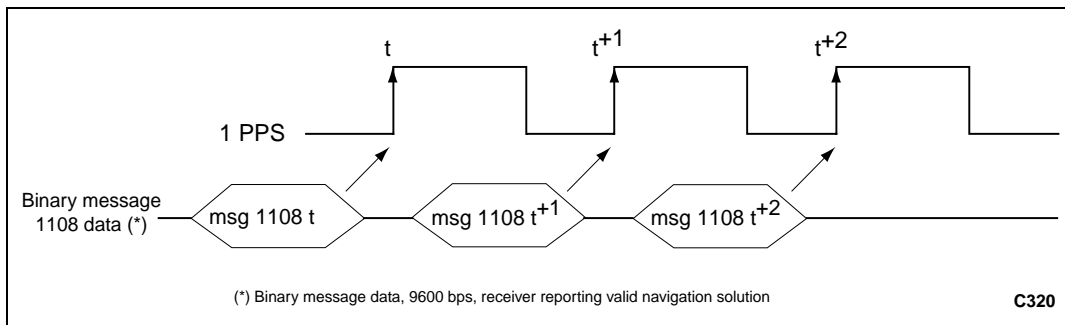 t t+1 t+2
1 PPS
Binary message
1108 data (*)
msg 1108 t msg 1108 t+1 msg 1108 t+2
(*) Binary message data, 9600 bps, receiver reporting valid navigation solution
C320